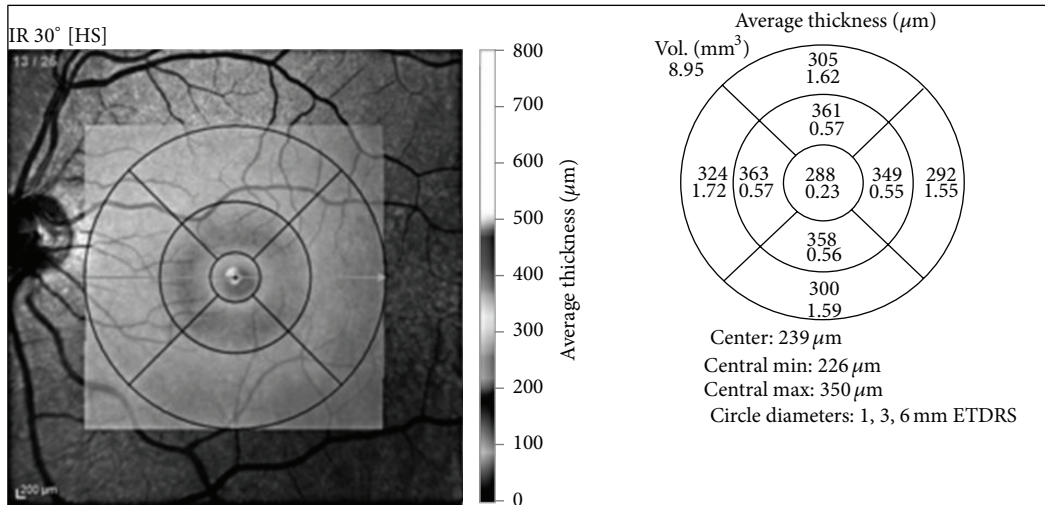 IR 30° [HS]
13 / 25
200 µm
800
700
600
500
400
300
200
100
0
Average thickness (µm)
Average thickness (µm)
Vol. (mm³)
8.95
305
1.62
361
0.57
324
1.72
363
0.57
288
0.23
349
0.55
292
1.55
358
0.56
300
1.59
Center: 239 µm
Central min: 226 µm
Central max: 350 µm
Circle diameters: 1, 3, 6 mm ETDRS